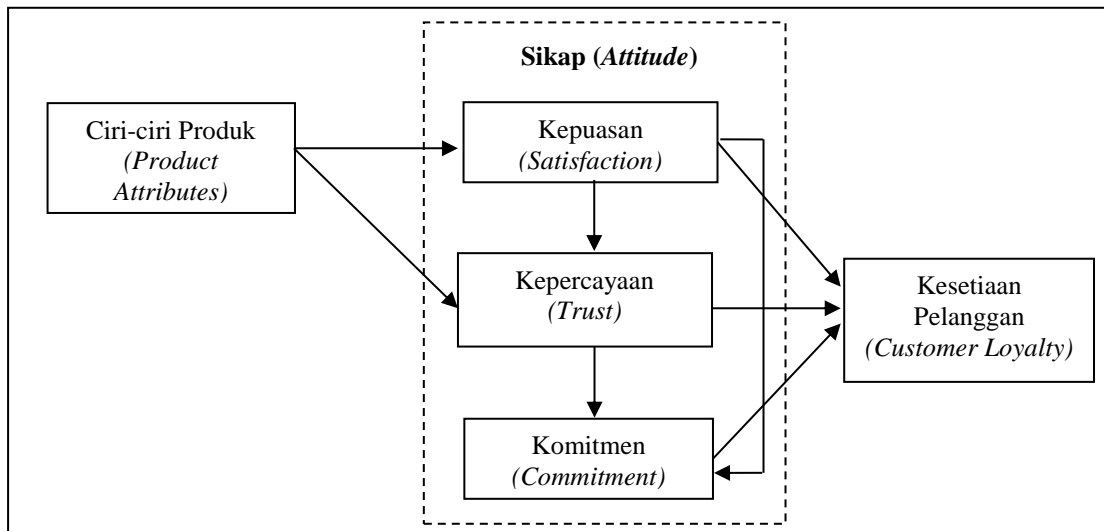 Sikap (Attitude)
Ciri-ciri Produk
(Product
Attributes)
Kepuasan
(Satisfaction)
Kepercayaan
(Trust)
Kesetiaan
Pelanggan
(Customer Loyalty)
Komitmen
(Commitment)